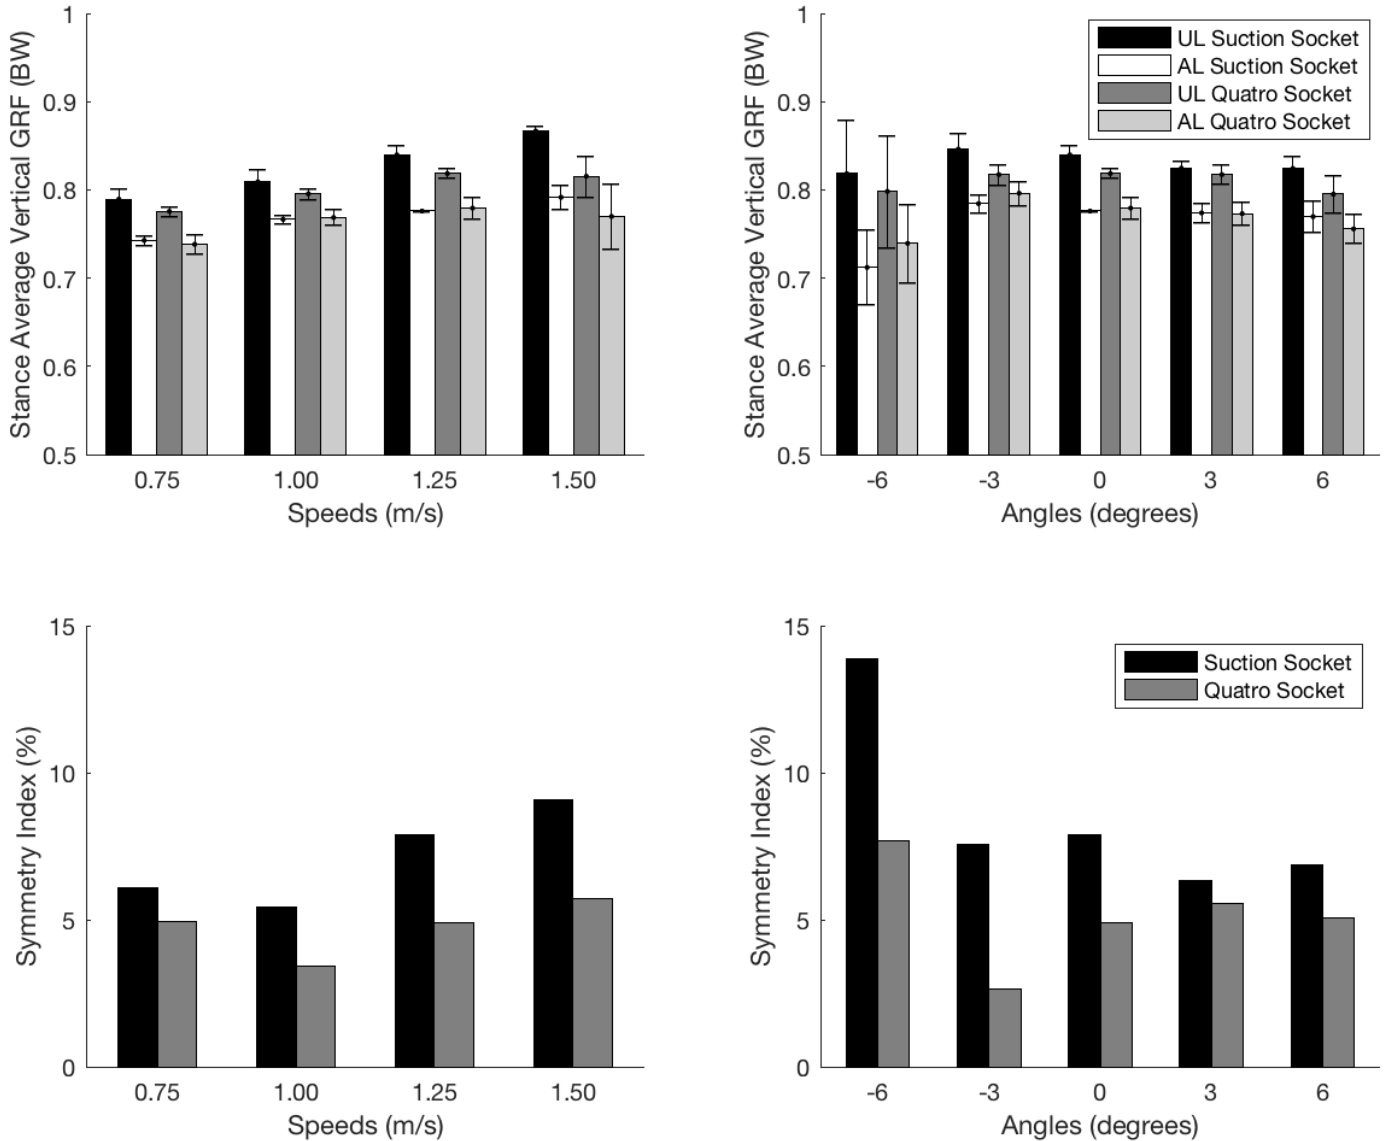 Stance Average Vertical GRF (BW)
1
0.9
0.8
0.7
0.6
0.5
0.75 1.00 1.25 1.50
Speeds (m/s)
Stance Average Vertical GRF (BW)
1
0.9
0.8
0.7
0.6
0.5
UL Suction Socket
AL Suction Socket
UL Quatro Socket
AL Quatro Socket
-6 -3 0 3 6
Angles (degrees)
Symmetry Index (%)
15
10
5
0
0.75 1.00 1.25 1.50
Speeds (m/s)
Symmetry Index (%)
15
10
5
0
Suction Socket
Quatro Socket
-6 -3 0 3 6
Angles (degrees)